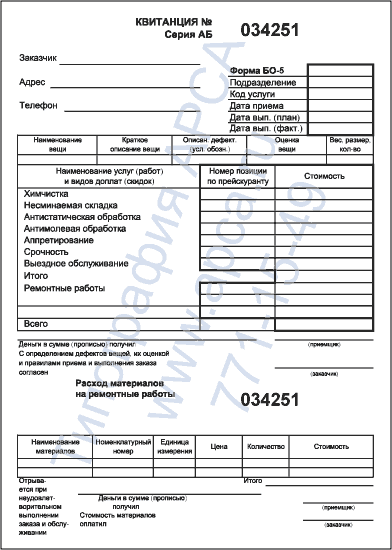 КВИТАНЦИЯ №
Серия АБ
034251
Заказчик
Форма БО-5
Адрес
Подразделение
Код услуги
Телефон
Дата приема
Дата вып. (план)
Дата вып. (факт.)
Наименование вещи
Краткое описание вещи
Описан. дефект. (усл. обозн.)
Оценка вещи
Вес. размер. кол-во
Наименование услуг (работ) и видов доплат (скидок)
Номер позиции по прейскуранту
Стоимость
Химчистка
Несминаемая складка
Антистатическая обработка
Антимолевая обработка
Аппретирование
Срочность
Выездное обслуживание
Итого
Ремонтные работы
Всего
Деньги в сумме (прописью) получил
(приемщик)
С определением дефектов вещей, их оценкой
и правилами приема и выполнения заказа
согласен
(заказчик)
Расход материалов
на ремонтные работы
034251
Наименование материалов
Номенклатурный номер
Единица измерения
Цена
Количество
Стоимость
Отрыва-
ется при
неудовлет-
ворительном
выполнении
заказа и обслу-
живании
Итого
Деньги в сумме (прописью)
получил
(приемщик)
Стоимость материалов
оплатил
(заказчик)
Типография АРСА
www.apca.ru
771-15-49